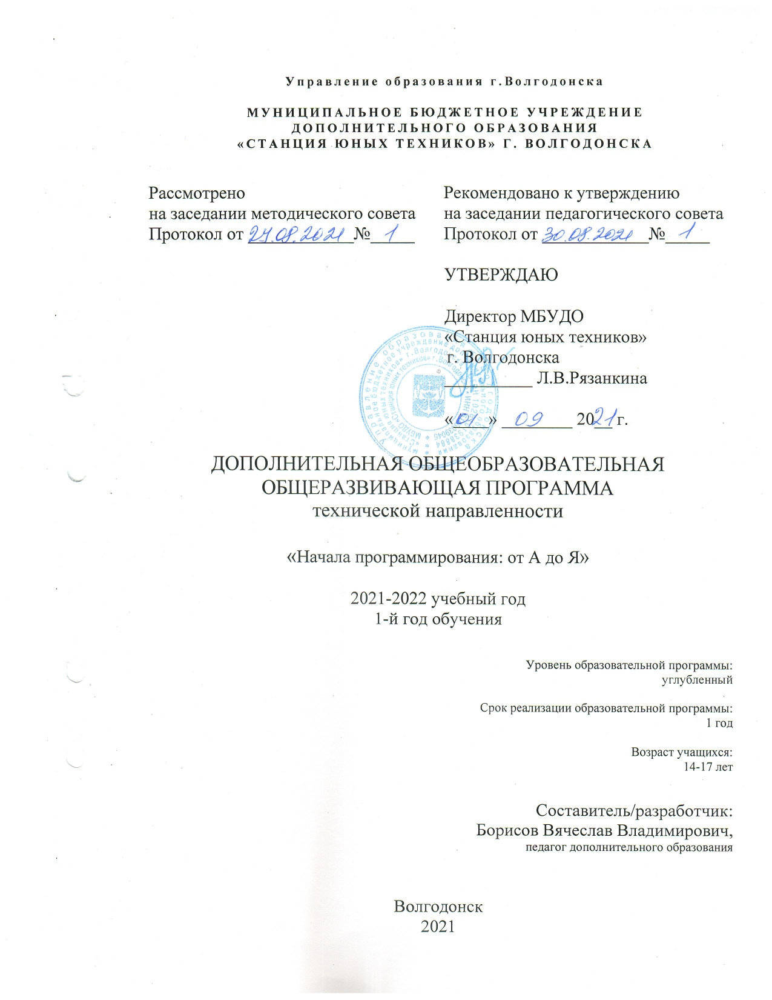 Управление образования г.Волгодонска
МУНИЦИПАЛЬНОЕ БЮДЖЕТНОЕ УЧРЕЖДЕНИЕ
ДОПОЛНИТЕЛЬНОГО ОБРАЗОВАНИЯ
«СТАНЦИЯ ЮНЫХ ТЕХНИКОВ» Г. ВОЛГОДОНСКА
Рассмотрено
на заседании методического совета
Протокол от 27.08.2021 № 1
Рекомендовано к утверждению
на заседании педагогического совета
Протокол от 30.08.2021 № 1
УТВЕРЖДАЮ
Директор МБУДО
«Станция юных техников»
г. Волгодонска
Л.В.Рязанкина
«01» 09 2021 г.
ДОПОЛНИТЕЛЬНАЯ ОБЩЕОБРАЗОВАТЕЛЬНАЯ
ОБЩЕРАЗВИВАЮЩАЯ ПРОГРАММА
технической направленности
«Начала программирования: от А до Я»
2021-2022 учебный год
1-й год обучения
Уровень образовательной программы:
углубленный
Срок реализации образовательной программы:
1 год
Возраст учащихся:
14-17 лет
Составитель/разработчик:
Борисов Вячеслав Владимирович,
педагог дополнительного образования
Волгодонск
2021